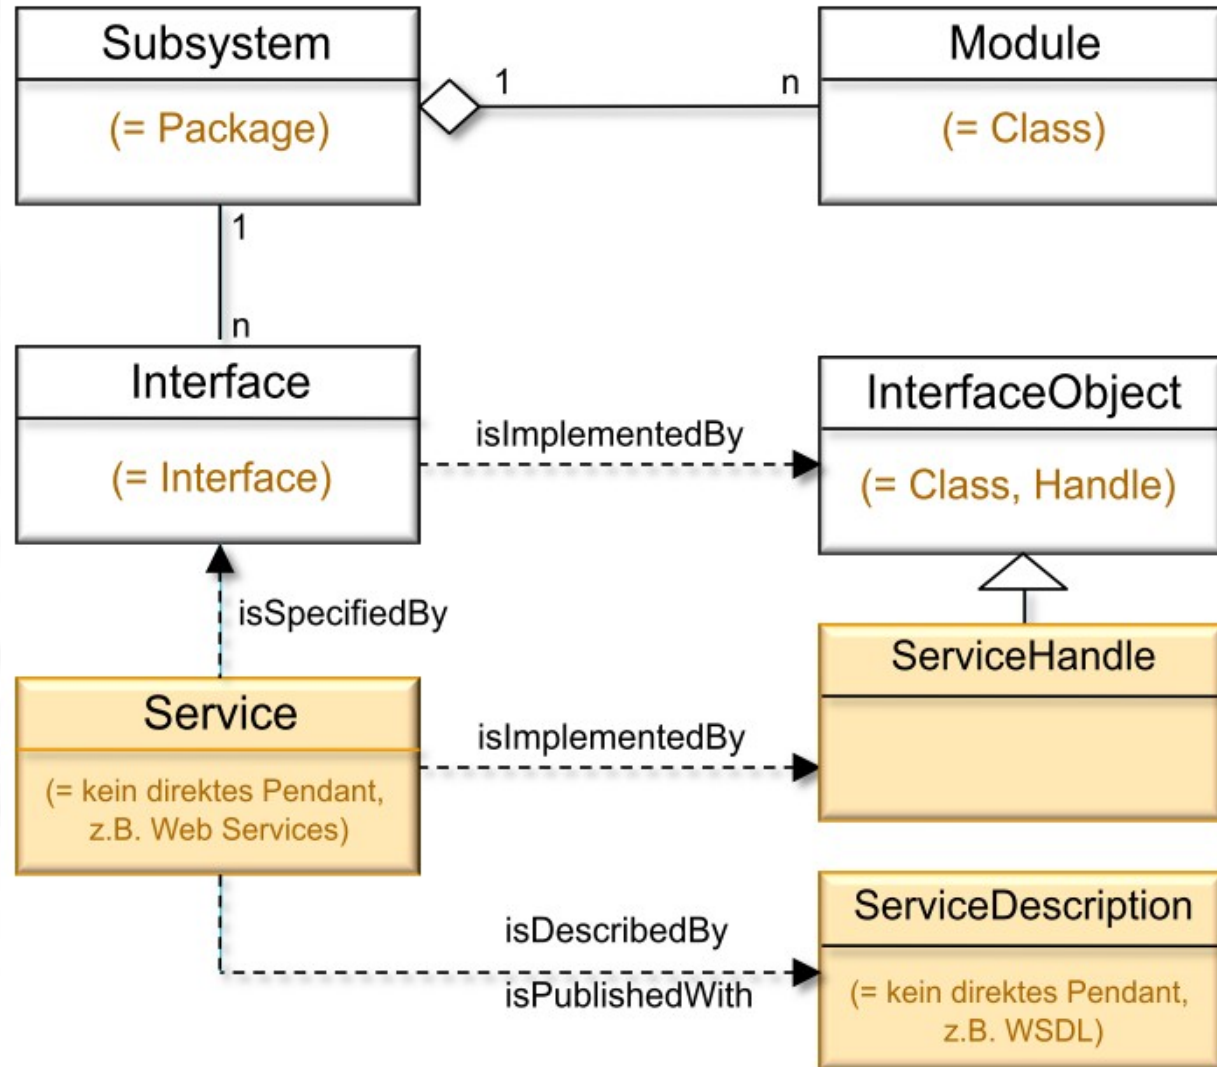 Subsystem
(= Package)
1
n
Module
(= Class)
1
n
Interface
(= Interface)
isImplementedBy
InterfaceObject
(= Class, Handle)
isSpecifiedBy
Service
(= kein direktes Pendant,
z.B. Web Services)
isImplementedBy
ServiceHandle
isDescribedBy
isPublishedWith
ServiceDescription
(= kein direktes Pendant,
z.B. WSDL)